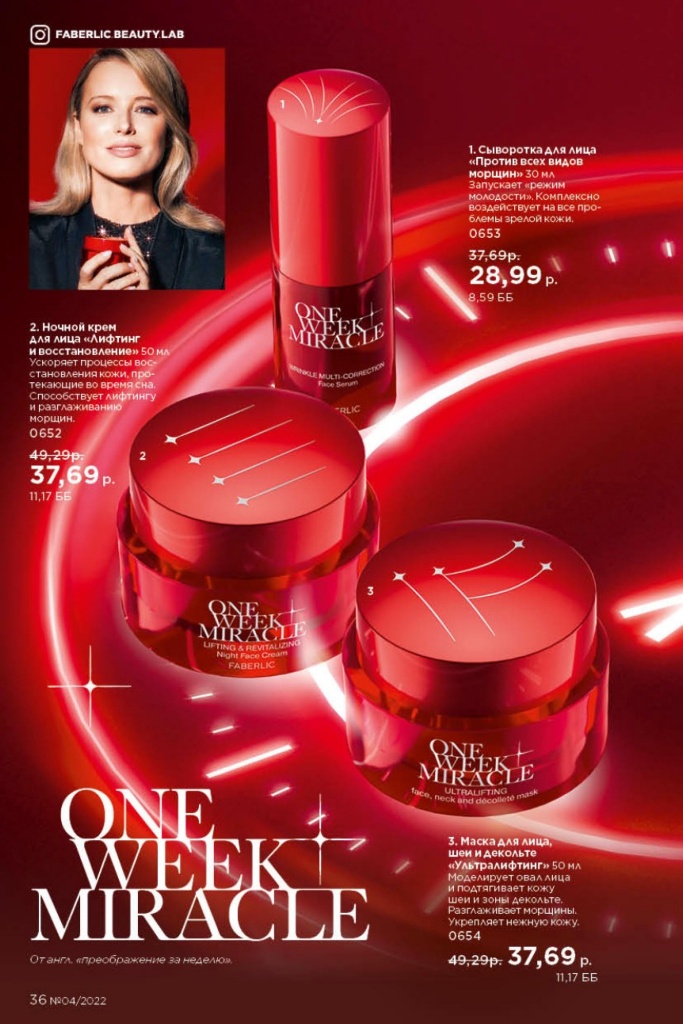 FABERLIC BEAUTY.LAB
1
1. Сыворотка для лица
«Против всех видов
морщин» 30 мл
Запускает «режим
молодости». Комплексно
воздействует на все про-
блемы зрелой кожи.
0653
37,69р.
28,99 р.
8,59 ББ
ONE
WEEK
MIRACLE
WRINKLE MULTI-CORRECTION
Face Serum
2. Ночной крем
для лица «Лифтинг
и восстановление» 50 мл
Ускоряет процессы вос-
становления кожи, про-
текающие во время сна.
Способствует лифтингу
и разглаживанию
морщин.
0652
49,29р.
37,69 р.
11,17 ББ
2
ONE
WEEK
MIRACLE
LIFTING & REVITALIZING
Night Face Cream
FABERLIC
3
ONE
WEEK
MIRACLE
ULTRALIFTING
face, neck and décolleté mask
ONE
WEEK
MIRACLE
От англ. «преображение за неделю».
3. Маска для лица,
шеи и декольте
«Ультралифтинг» 50 мл
Моделирует овал лица
и подтягивает кожу
шеи и зоны декольте.
Разглаживает морщины.
Укрепляет нежную кожу.
0654
49,29р. 37,69 р.
11,17 ББ
36 №04/2022